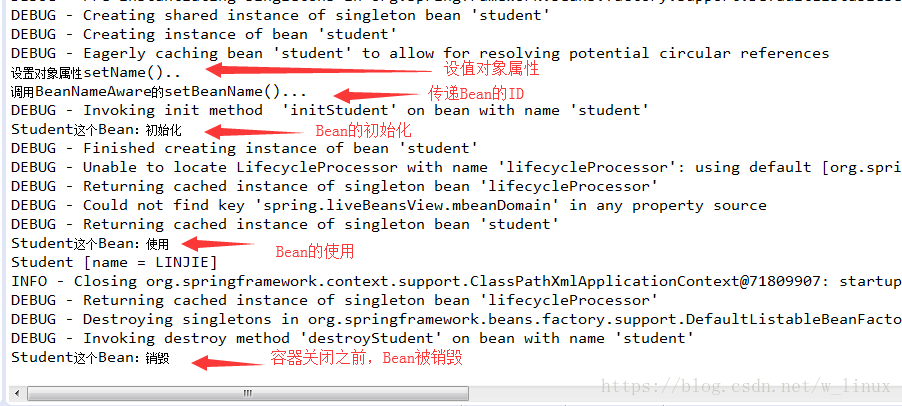 DEBUG - Creating shared instance of singleton bean 'student'
DEBUG - Creating instance of bean 'student'
DEBUG - Eagerly caching bean 'student' to allow for resolving potential circular references
设置对象属性setName().. 设值对象属性
调用BeanNameAware的setBeanName()... 传递Bean的ID
DEBUG - Invoking init method  'initStudent' on bean with name 'student'
Student这个Bean：初始化 Bean的初始化
DEBUG - Finished creating instance of bean 'student'
DEBUG - Unable to locate LifecycleProcessor with name 'lifecycleProcessor': using default [org.spri
DEBUG - Returning cached instance of singleton bean 'lifecycleProcessor'
DEBUG - Could not find key 'spring.liveBeansView.mbeanDomain' in any property source
DEBUG - Returning cached instance of singleton bean 'student'
Student这个Bean：使用 Bean的使用
Student [name = LINJIE]
INFO - Closing org.springframework.context.support.ClassPathXmlApplicationContext@71809907: startup
DEBUG - Returning cached instance of singleton bean 'lifecycleProcessor'
DEBUG - Destroying singletons in org.springframework.beans.factory.support.DefaultListableBeanFacto
DEBUG - Invoking destroy method 'destroyStudent' on bean with name 'student'
Student这个Bean：销毁 容器关闭之前，Bean被销毁
https://blog.csdn.net/w_linux